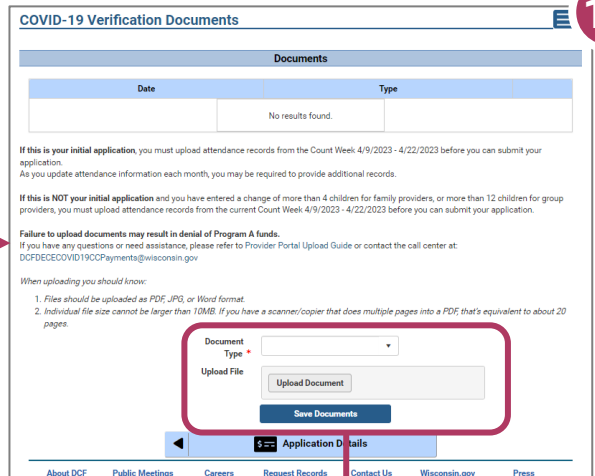 COVID-19 Verification Documents
Documents
Date Type
No results found.
If this is your initial application, you must upload attendance records from the Count Week 4/9/2023 - 4/22/2023 before you can submit your
application.
As you update attendance information each month, you may be required to provide additional records.
If this is NOT your initial application and you have entered a change of more than 4 children for family providers, or more than 12 children for group
providers, you must upload attendance records from the current Count Week 4/9/2023 - 4/22/2023 before you can submit your application.
Failure to upload documents may result in denial of Program A funds.
If you have any questions or need assistance, please refer to Provider Portal Upload Guide or contact the call center at:
DCFDECECOVID19CCPayments@wisconsin.gov
When uploading you should know:
1. Files should be uploaded as PDF, JPG, or Word format.
2. Individual file size cannot be larger than 10MB. If you have a scanner/copier that does multiple pages into a PDF, that's equivalent to about 20
pages.
Document
Type *
Upload File
Upload Document
Save Documents
Application Details
About DCF Public Meetings Careers Request Records Contact Us Wisconsin.gov Press